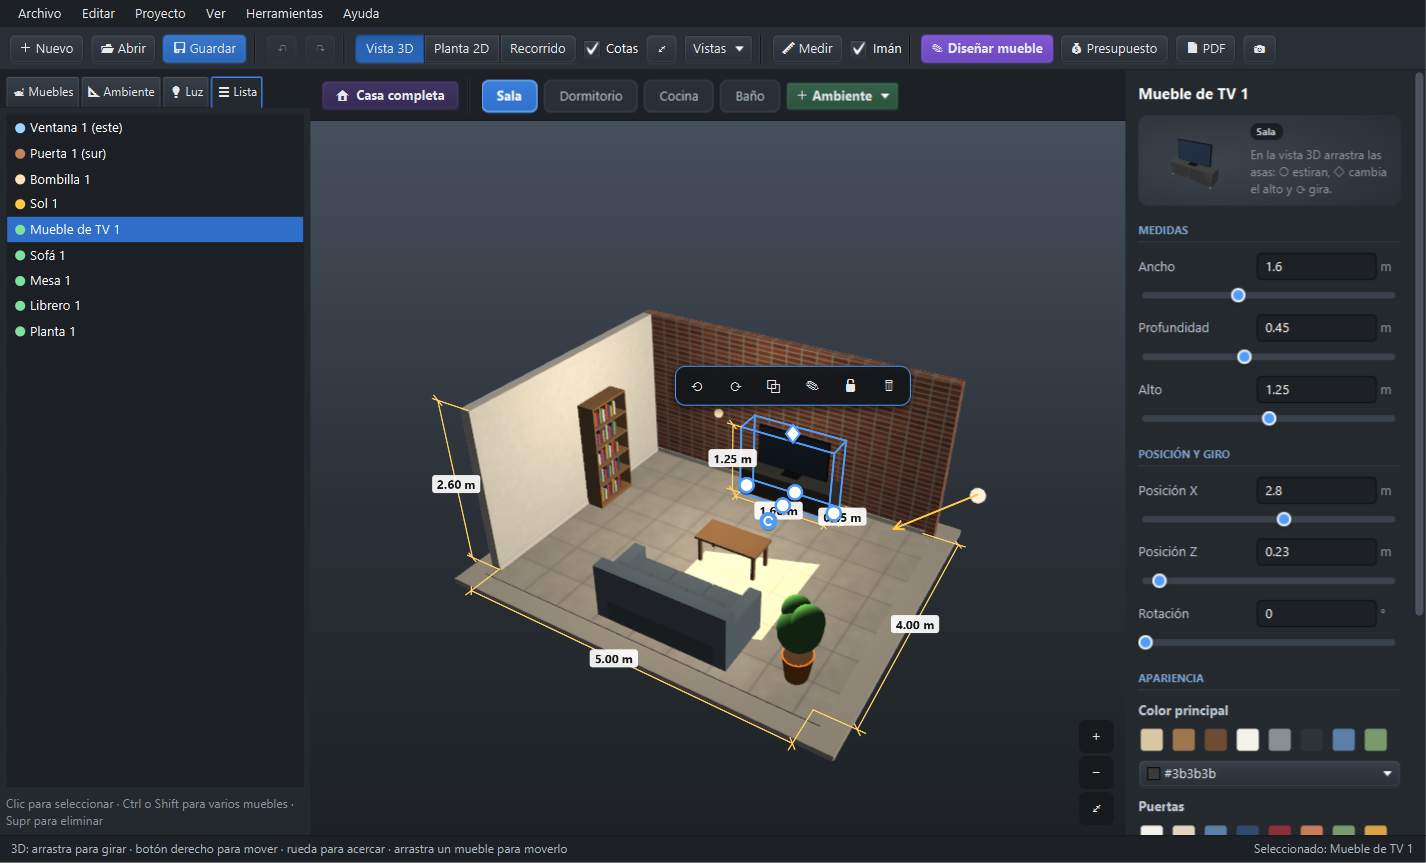 Archivo Editar Proyecto Ver Herramientas Ayuda
+ Nuevo Abrir Guardar Vista 3D Planta 2D Recorrido Cotas Vistas Medir Imán Diseñar mueble Presupuesto PDF
Muebles Ambiente Luz Lista
Casa completa Sala Dormitorio Cocina Baño + Ambiente
Ventana 1 (este)
Puerta 1 (sur)
Bombilla 1
Sol 1
Mueble de TV 1
Sofá 1
Mesa 1
Librero 1
Planta 1
Clic para seleccionar · Ctrl o Shift para varios muebles ·
Supr para eliminar
1.25 m
2.60 m
4.00 m
5.00 m
+
−
Mueble de TV 1
Sala
En la vista 3D arrastra las
asas: ○ estiran, ◇ cambia
el alto y ⟳ gira.
MEDIDAS
Ancho 1.6 m
Profundidad 0.45 m
Alto 1.25 m
POSICIÓN Y GIRO
Posición X 2.8 m
Posición Z 0.23 m
Rotación 0 °
APARIENCIA
Color principal
#3b3b3b
Puertas
3D: arrastra para girar · botón derecho para mover · rueda para acercar · arrastra un mueble para moverlo
Seleccionado: Mueble de TV 1